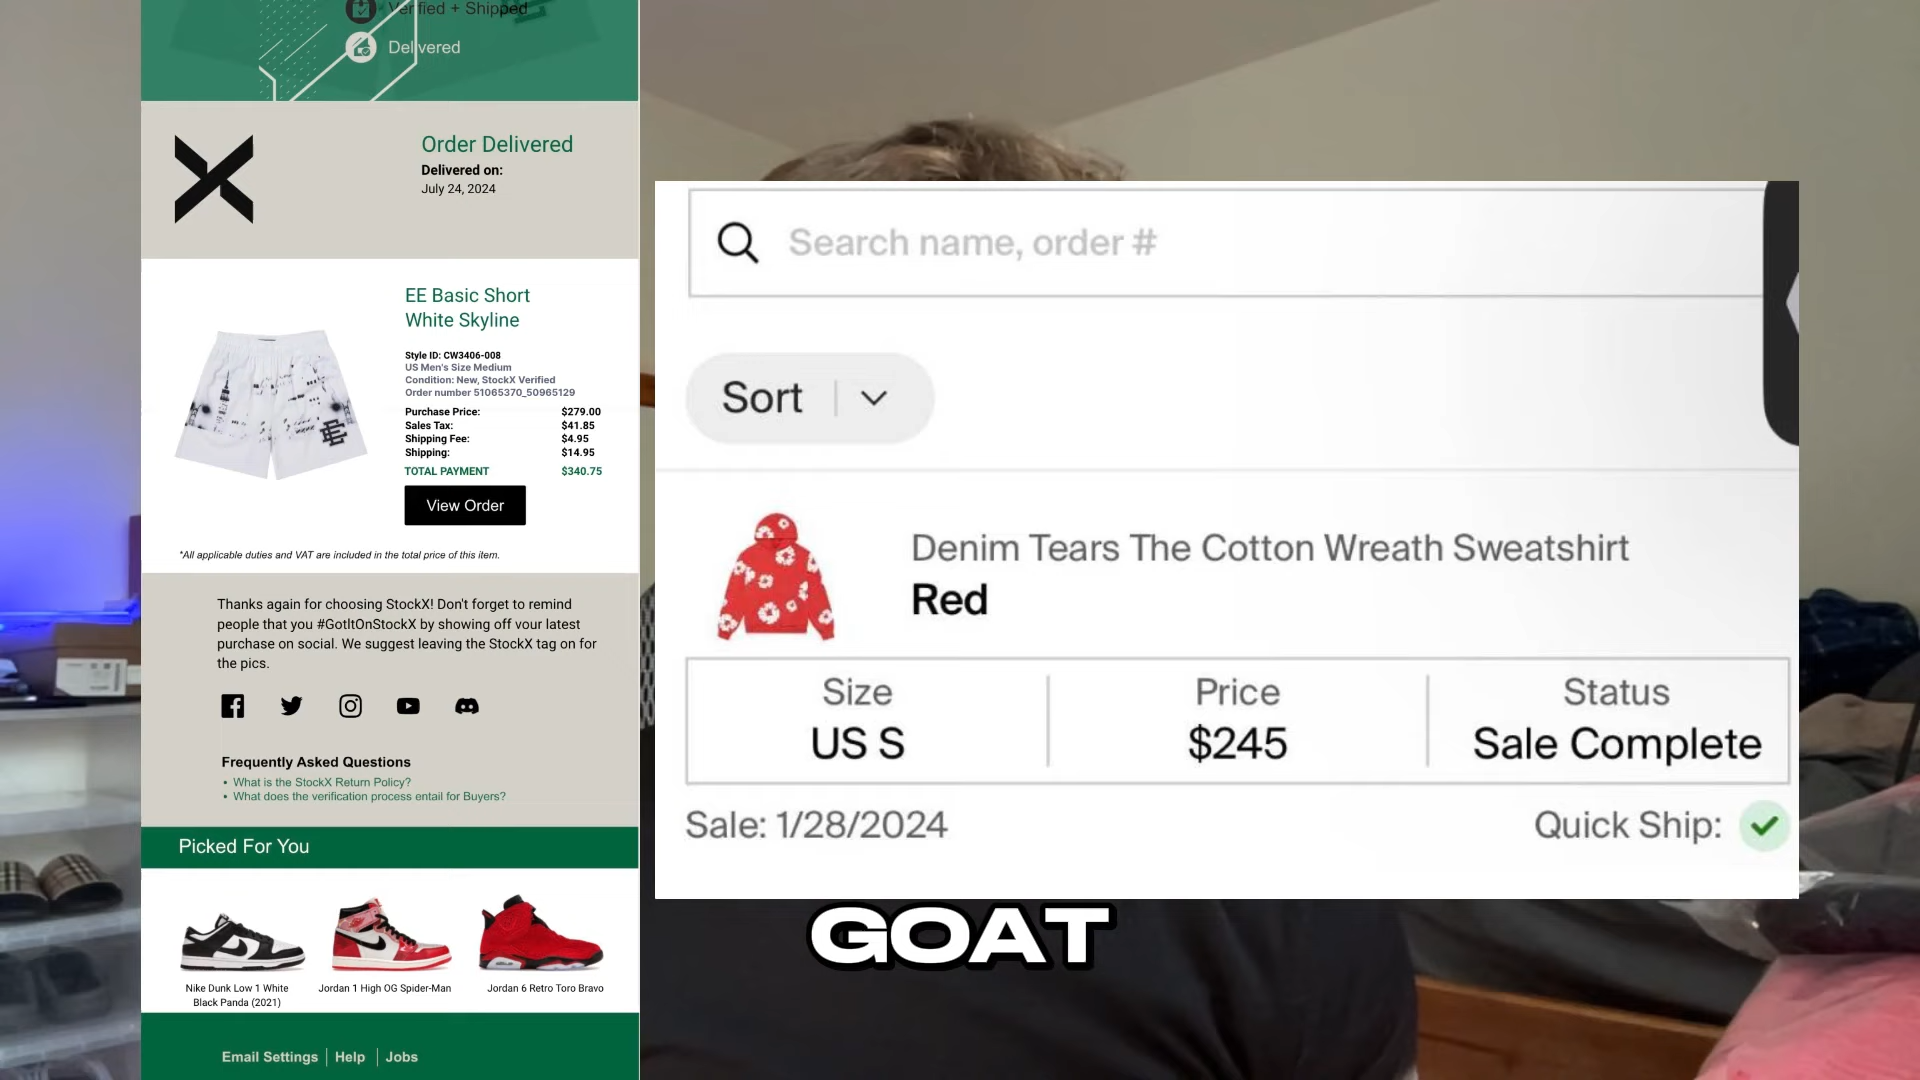 Verified + Shipped
Delivered
Order Delivered
Delivered on:
July 24, 2024
EE Basic Short
White Skyline
Style ID: CW3406-008
US Men's Size Medium
Condition: New, StockX Verified
Order number 51065370_50965129
Purchase Price: $279.00
Sales Tax: $41.85
Shipping Fee: $4.95
Shipping: $14.95
TOTAL PAYMENT $340.75
View Order
*All applicable duties and VAT are included in the total price of this item.
Thanks again for choosing StockX! Don't forget to remind
people that you #GotItOnStockX by showing off vour latest
purchase on social. We suggest leaving the StockX tag on for
the pics.
Frequently Asked Questions
• What is the StockX Return Policy?
• What does the verification process entail for Buyers?
Picked For You
Nike Dunk Low 1 White
Black Panda (2021)
Jordan 1 High OG Spider-Man
Jordan 6 Retro Toro Bravo
Email Settings | Help | Jobs
Search name, order #
Sort
Denim Tears The Cotton Wreath Sweatshirt
Red
Size Price Status
US S $245 Sale Complete
Sale: 1/28/2024 Quick Ship:
GOAT